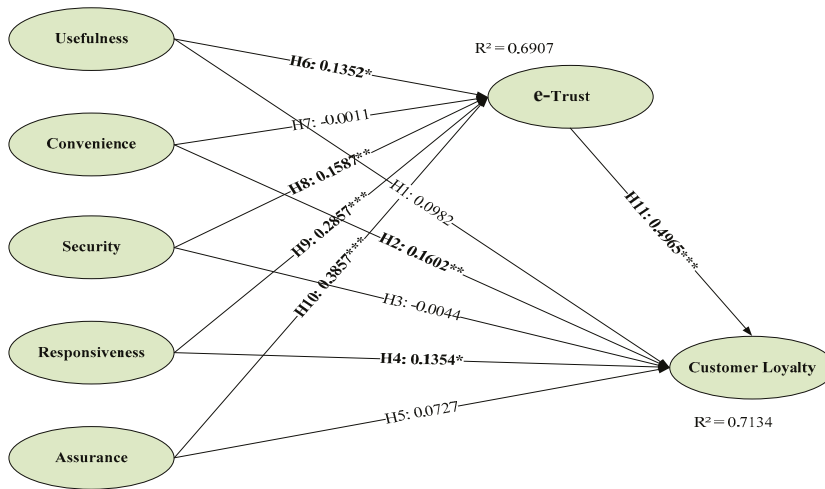 Usefulness
R² = 0.6907
H6: 0.1352*
e-Trust
H7: -0.0011
Convenience
H8: 0.1587**
H1: 0.0982
H11: 0.4965***
H9: 0.2857***
H2: 0.1602**
Security
H10: 0.3857***
H3: -0.0044
Responsiveness
H4: 0.1354*
Customer Loyalty
H5: 0.0727
R² = 0.7134
Assurance